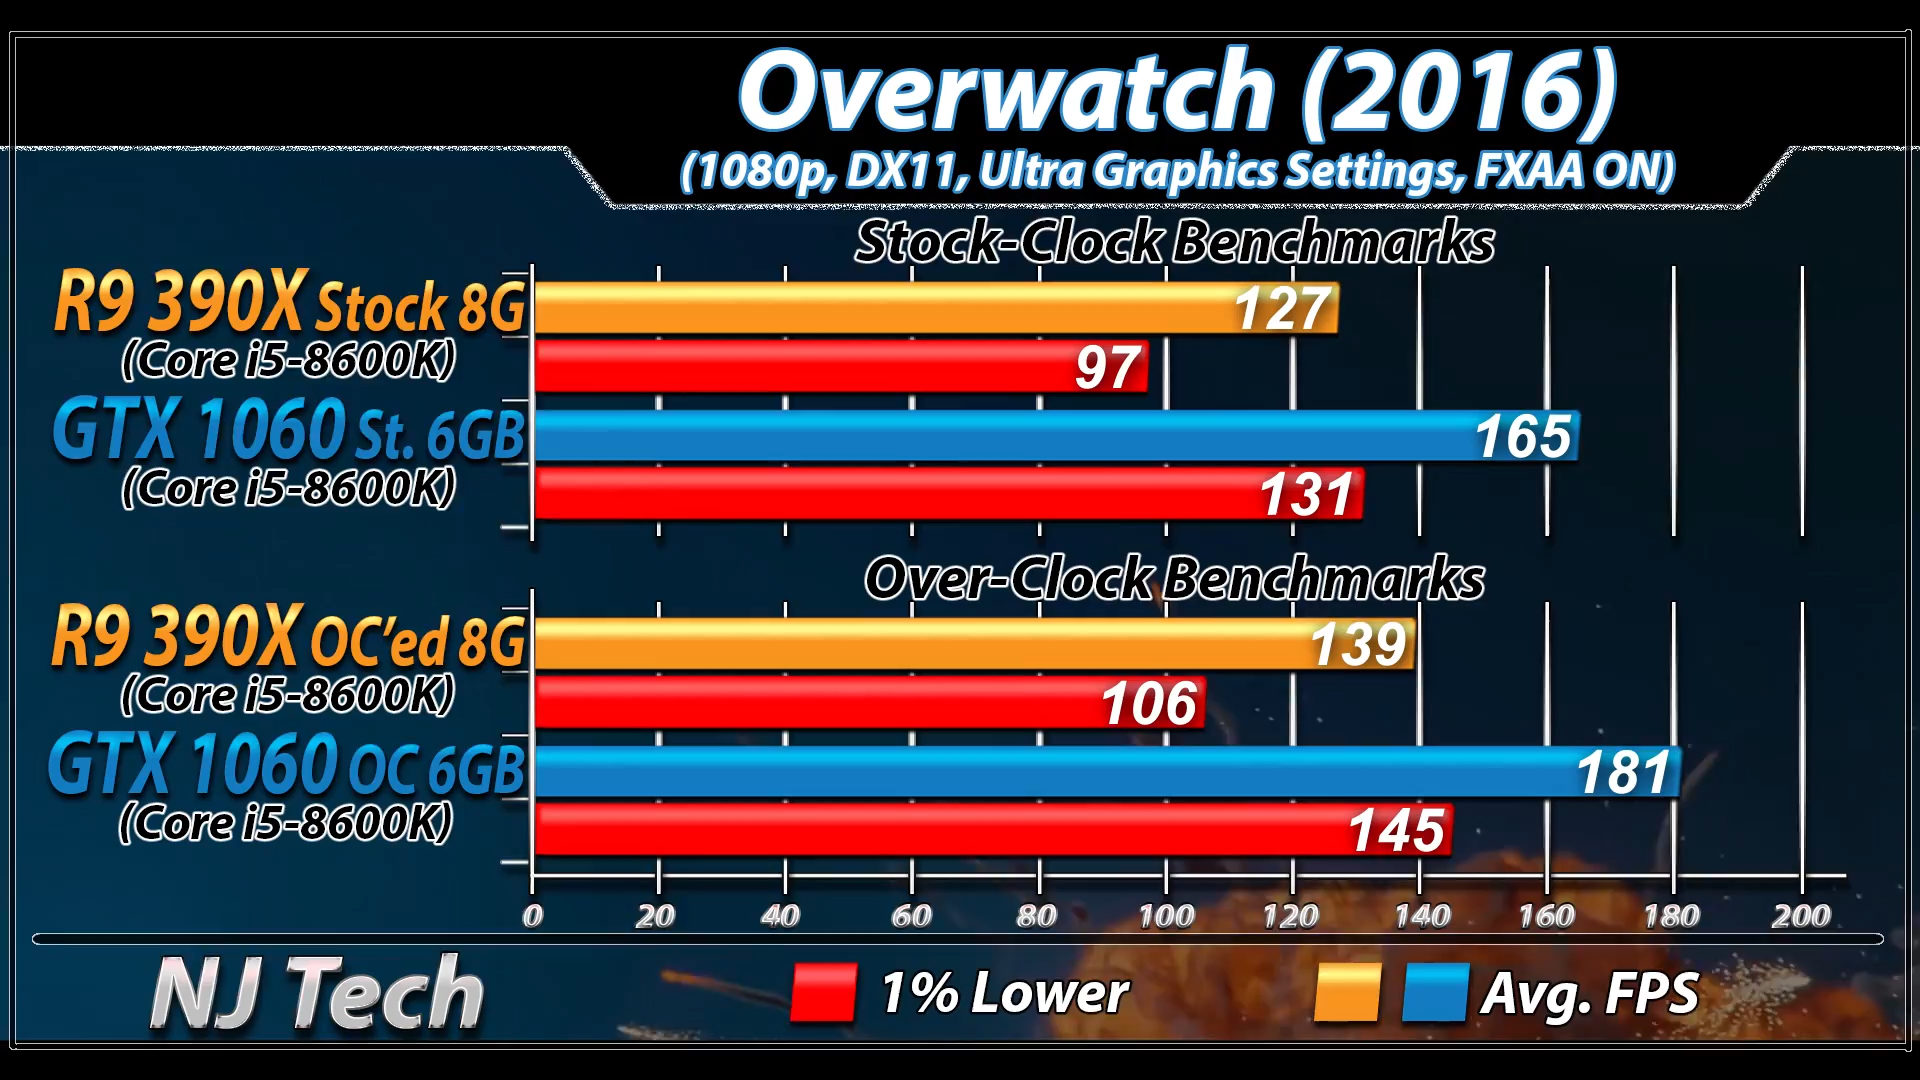 Overwatch (2016)
(1080p, DX11, Ultra Graphics Settings, FXAA ON)
Stock-Clock Benchmarks
R9 390X Stock 8G
127
(Core i5-8600K)
97
GTX 1060 St. 6GB
165
(Core i5-8600K)
131
Over-Clock Benchmarks
R9 390X OC'ed 8G
139
(Core i5-8600K)
106
GTX 1060 OC 6GB
181
(Core i5-8600K)
145
0 20 40 60 80 100 120 140 160 180 200
NJ Tech
1% Lower
Avg. FPS